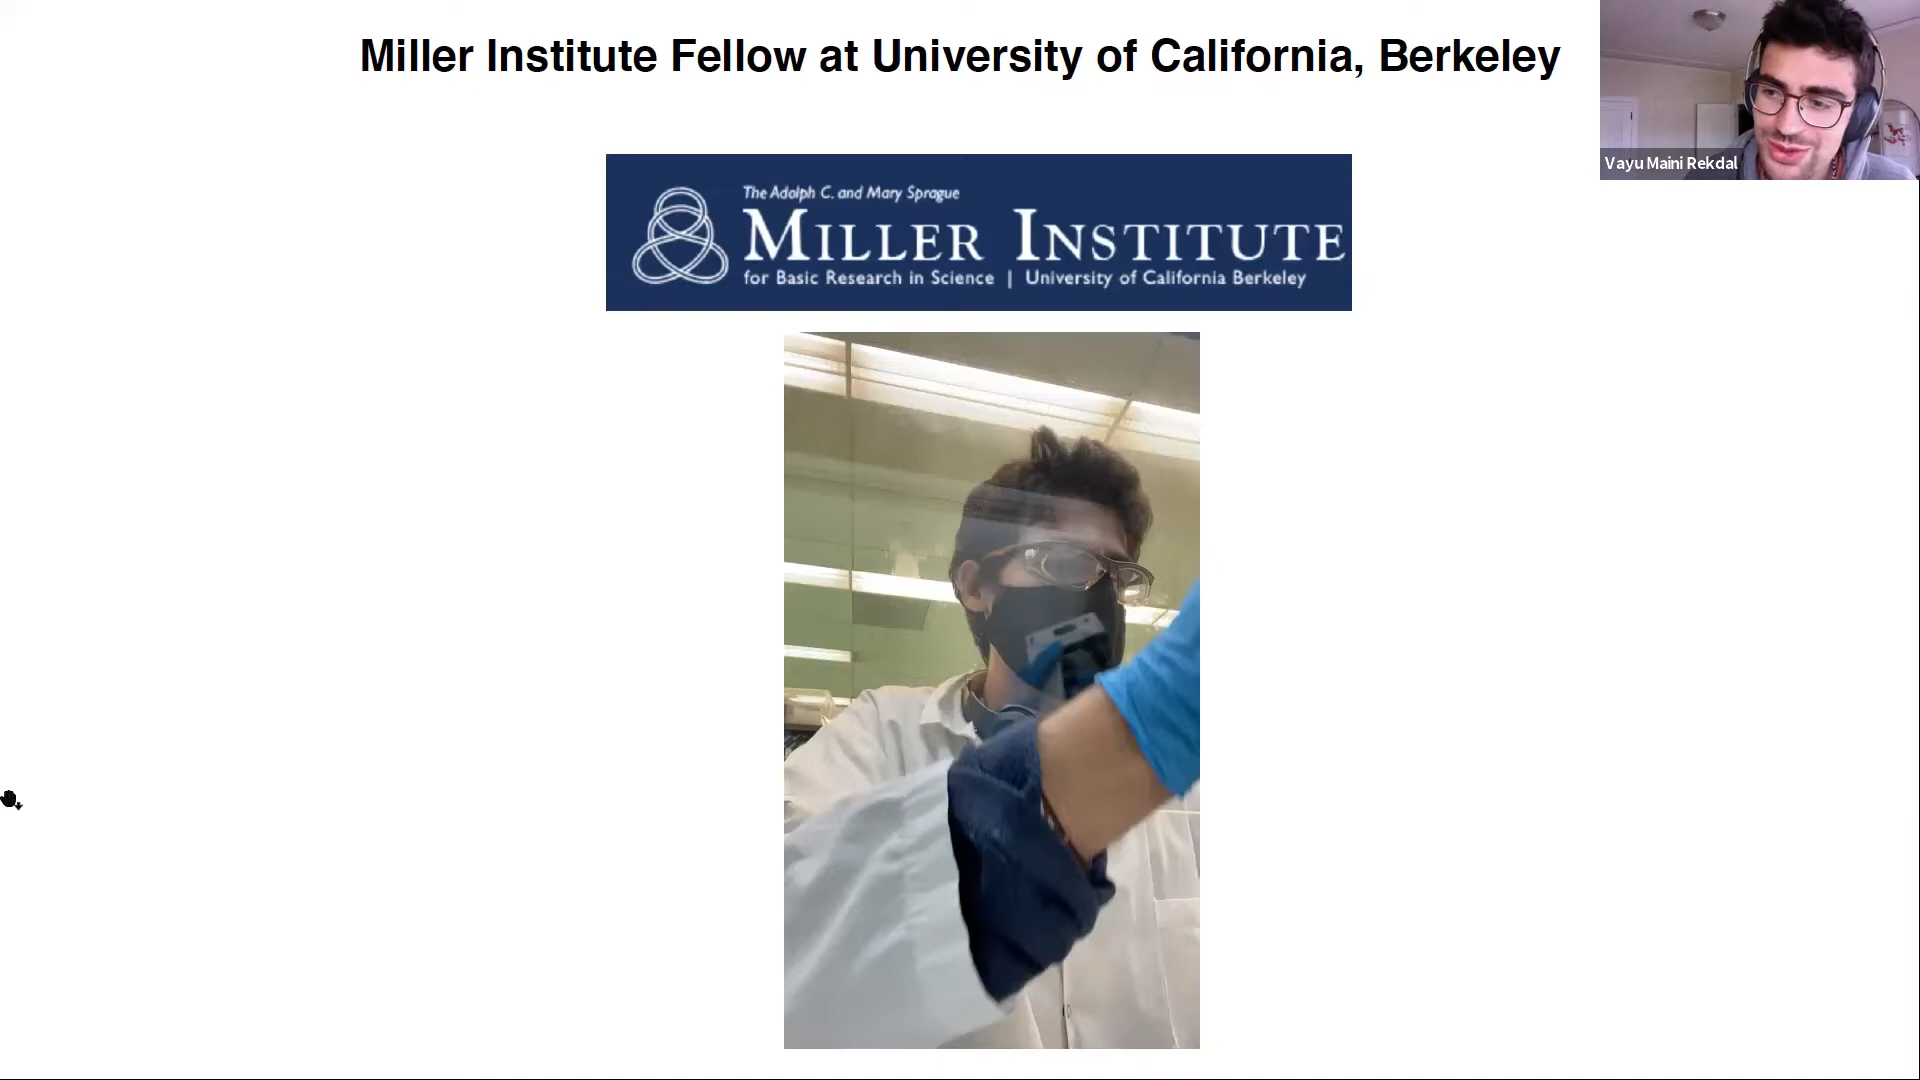 Miller Institute Fellow at University of California, Berkeley
Vayu Maini Rekdal
The Adolph C. and Mary Sprague
MILLER INSTITUTE
for Basic Research in Science | University of California Berkeley